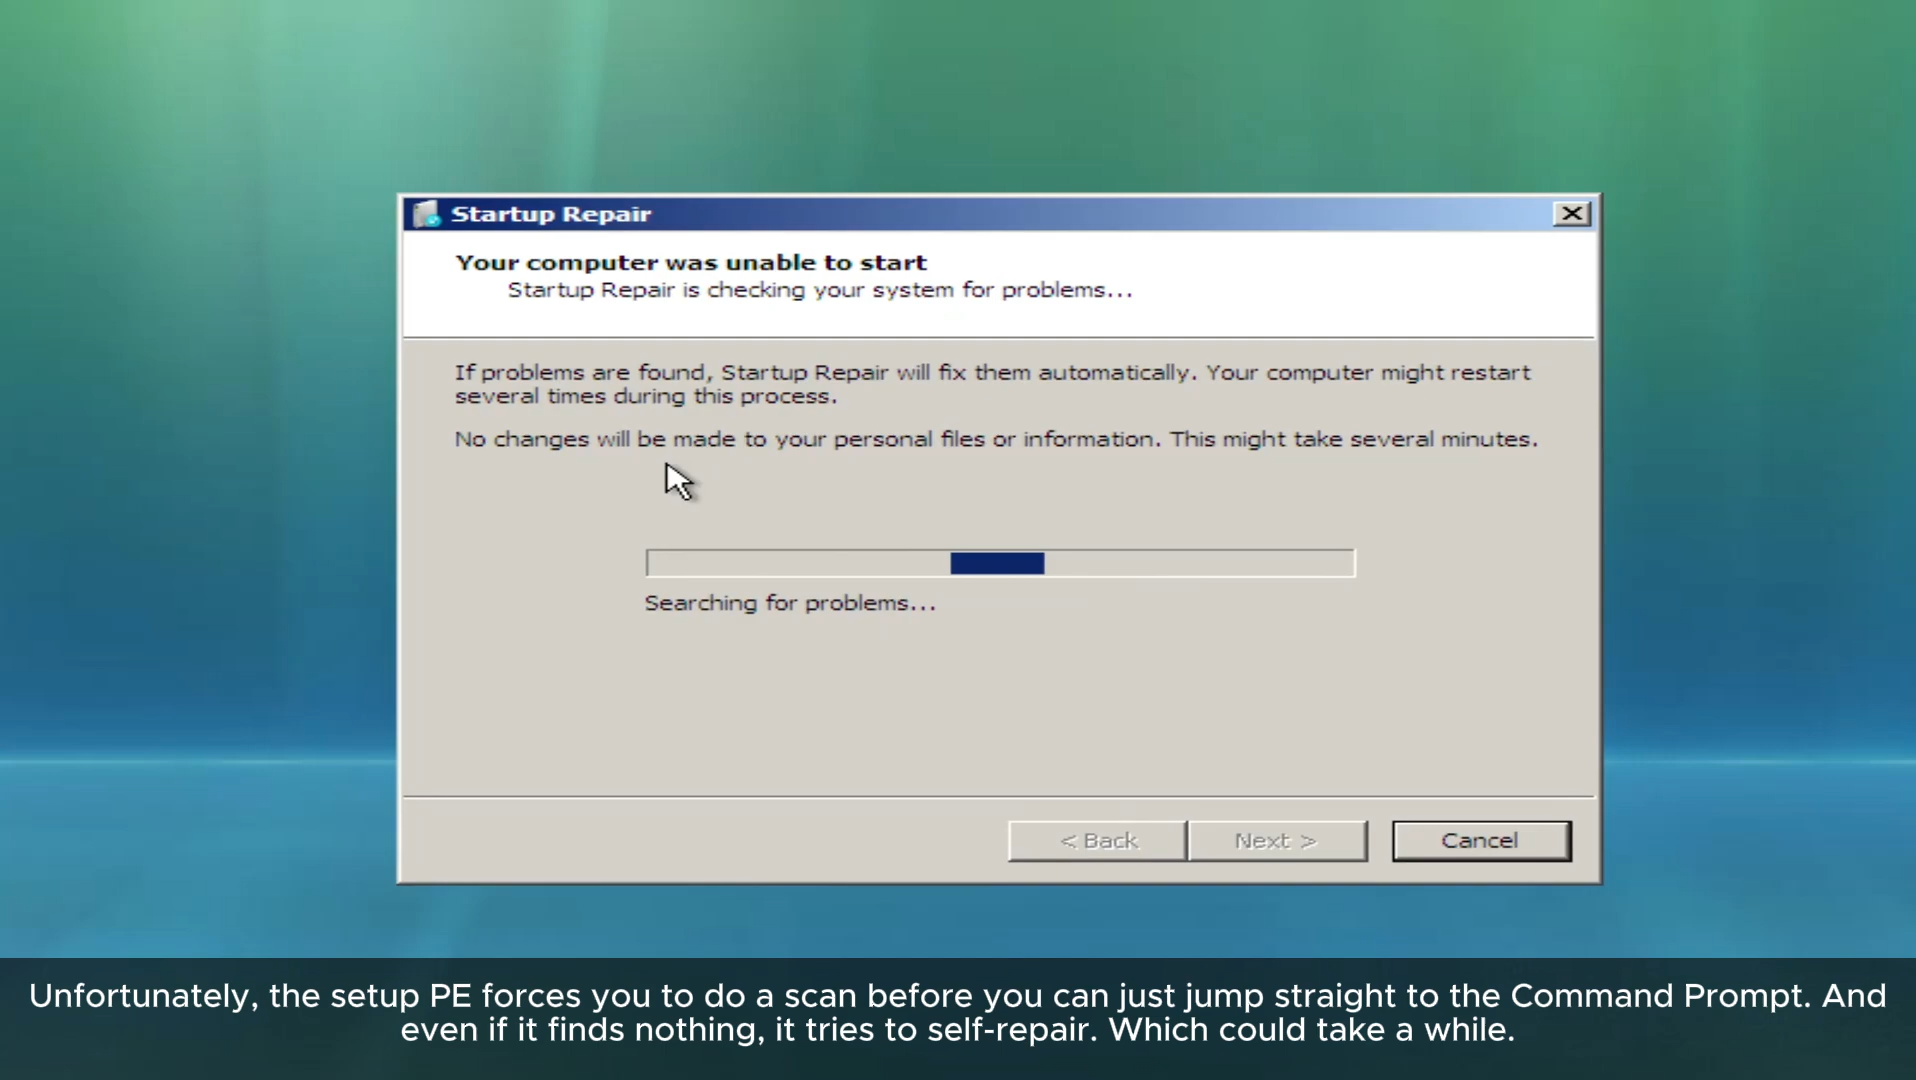 Startup Repair
Your computer was unable to start
Startup Repair is checking your system for problems...
If problems are found, Startup Repair will fix them automatically. Your computer might restart
several times during this process.
No changes will be made to your personal files or information. This might take several minutes.
Searching for problems...
< Back
Next >
Cancel
Unfortunately, the setup PE forces you to do a scan before you can just jump straight to the Command Prompt. And
even if it finds nothing, it tries to self-repair. Which could take a while.